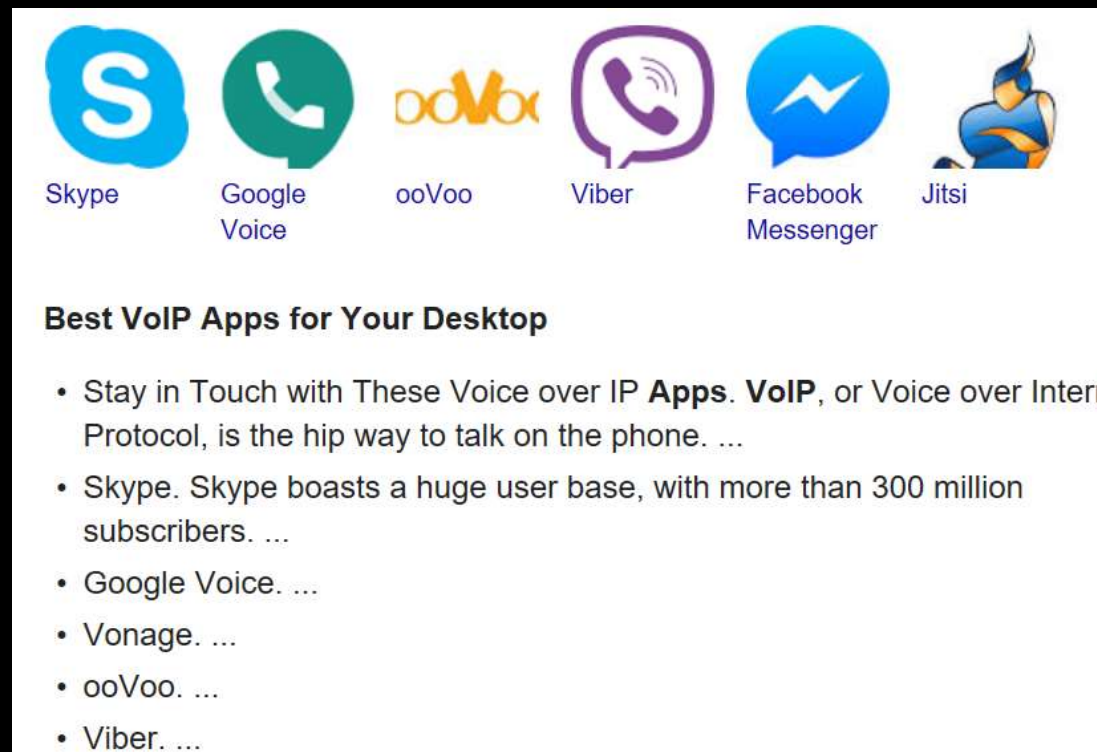 S
ooVoo
Skype
Google
Voice
ooVoo
Viber
Facebook
Messenger
Jitsi
Best VoIP Apps for Your Desktop
• Stay in Touch with These Voice over IP Apps. VoIP, or Voice over Inter
Protocol, is the hip way to talk on the phone. ...
• Skype. Skype boasts a huge user base, with more than 300 million
subscribers. ...
• Google Voice. ...
• Vonage. ...
• ooVoo. ...
• Viber. ...